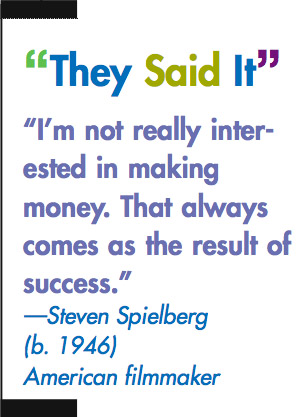 “They Said It”
“I’m not really inter-
ested in making
money. That always
comes as the result of
success.”
—Steven Spielberg
(b. 1946)
American filmmaker